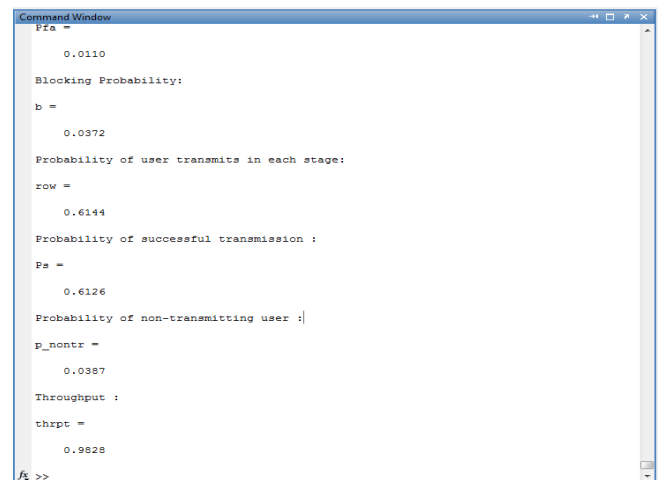 Command Window
Pfa =
0.0110
Blocking Probability:
b =
0.0372
Probability of user transmits in each stage:
row =
0.6144
Probability of successful transmission :
Ps =
0.6126
Probability of non-transmitting user :
p_nontr =
0.0387
Throughput :
thrpt =
0.9828
fx >>